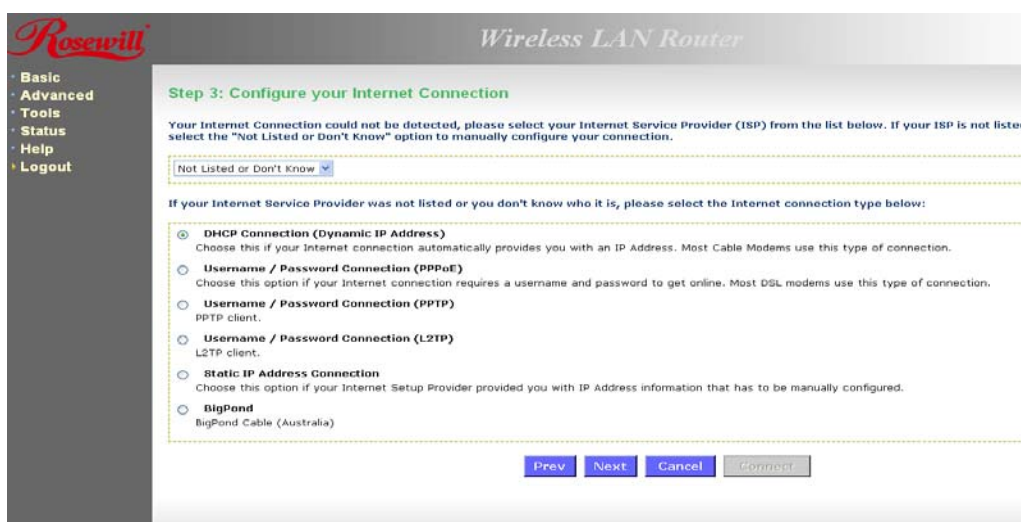 Rosewill
Wireless LAN Router
Basic
Advanced
Tools
Status
Help
Logout
Step 3: Configure your Internet Connection
Your Internet Connection could not be detected, please select your Internet Service Provider (ISP) from the list below. If your ISP is not liste
select the "Not Listed or Don't Know" option to manually configure your connection.
Not Listed or Don't Know
If your Internet Service Provider was not listed or you don't know who it is, please select the Internet connection type below:
DHCP Connection (Dynamic IP Address)
Choose this if your Internet connection automatically provides you with an IP Address. Most Cable Modems use this type of connection.
Username / Password Connection (PPPoE)
Choose this option if your Internet connection requires a username and password to get online. Most DSL modems use this type of connection.
Username / Password Connection (PPTP)
PPTP client.
Username / Password Connection (L2TP)
L2TP client.
Static IP Address Connection
Choose this option if your Internet Setup Provider provided you with IP Address information that has to be manually configured.
BigPond
BigPond Cable (Australia)
Prev Next Cancel Connect